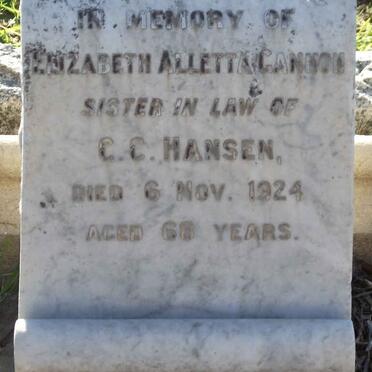 IN MEMORY OF
ELIZABETH ALLETTA CANNON
SISTER IN LAW OF
C. C. HANSEN,
DIED 6 NOV. 1924
AGED 68 YEARS.